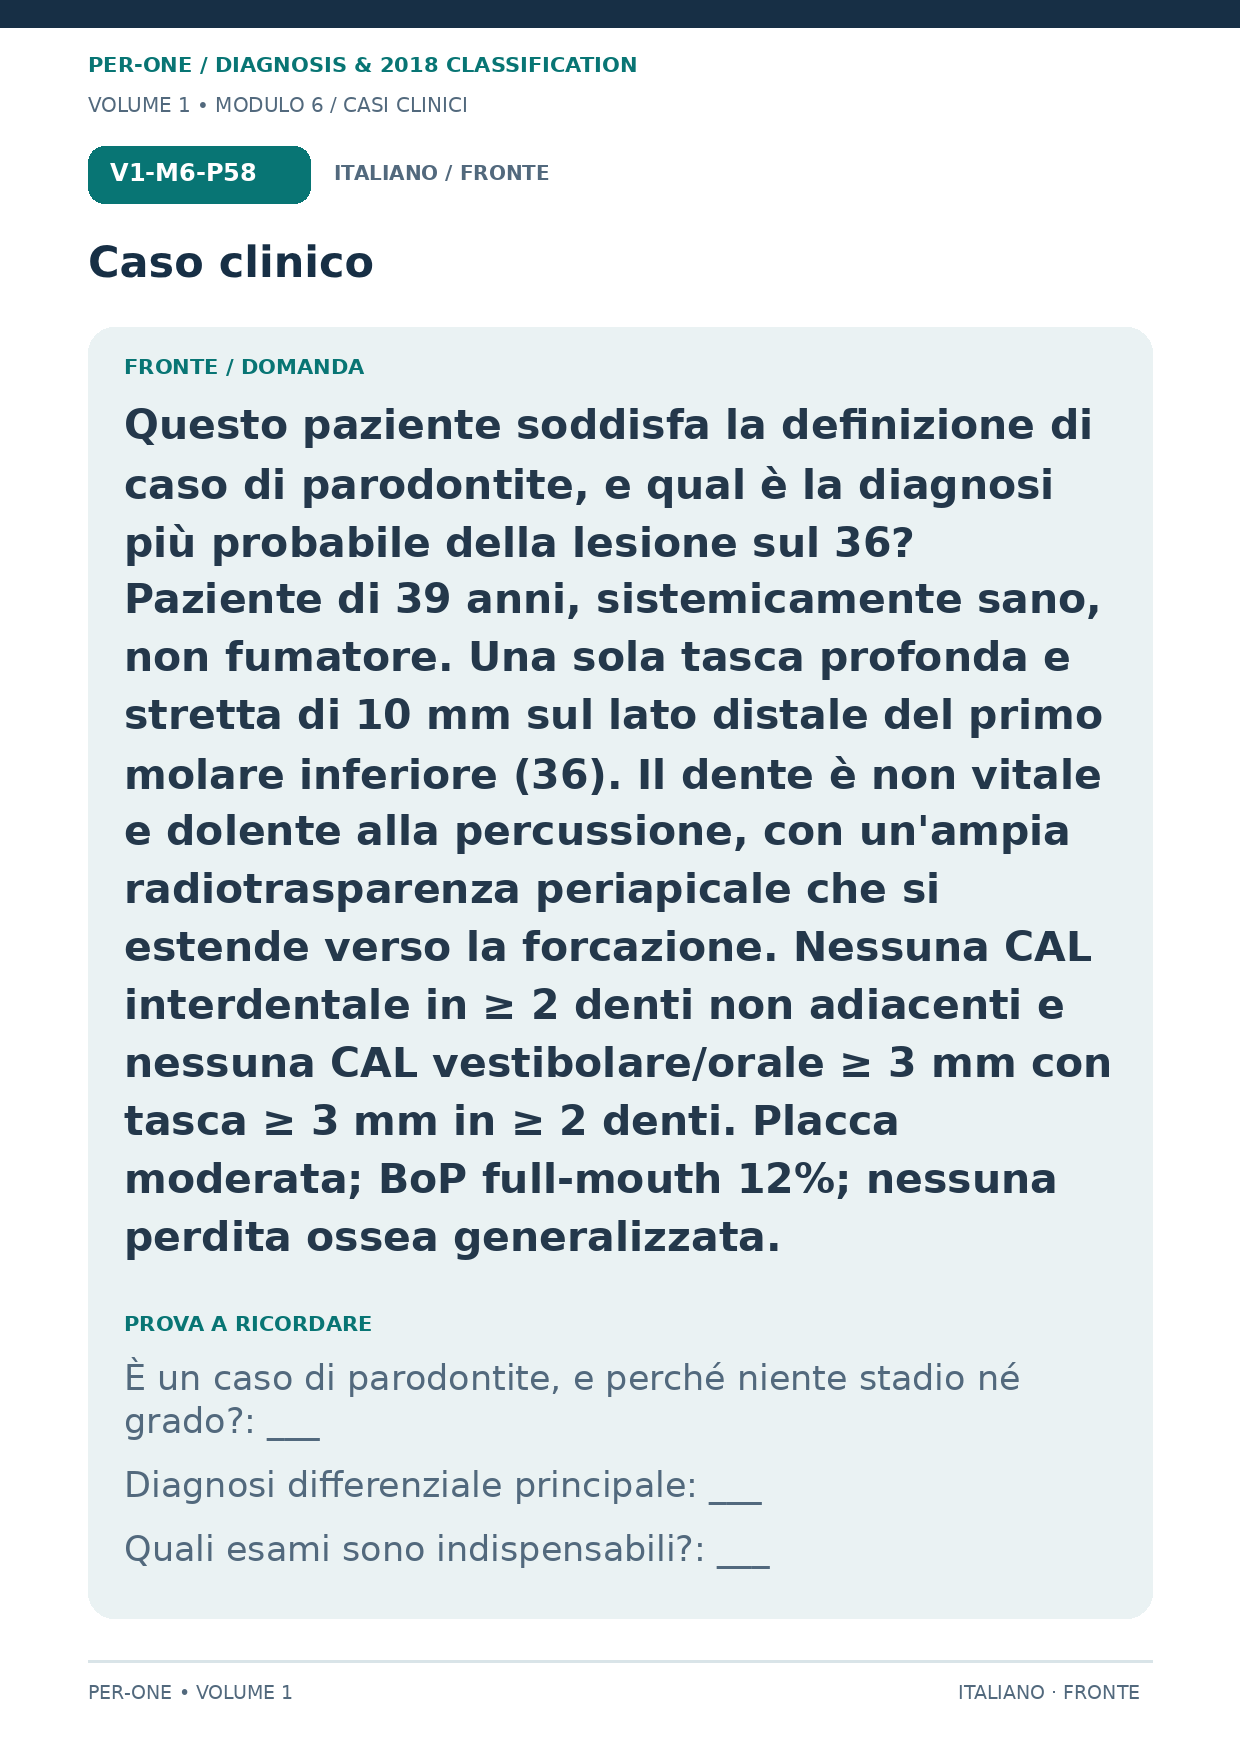 PER-ONE / DIAGNOSIS & 2018 CLASSIFICATION
VOLUME 1 • MODULO 6 / CASI CLINICI
V1-M6-P58
ITALIANO / FRONTE
Caso clinico
FRONTE / DOMANDA
Questo paziente soddisfa la definizione di
caso di parodontite, e qual è la diagnosi
più probabile della lesione sul 36?
Paziente di 39 anni, sistemicamente sano,
non fumatore. Una sola tasca profonda e
stretta di 10 mm sul lato distale del primo
molare inferiore (36). Il dente è non vitale
e dolente alla percussione, con un'ampia
radiotrasparenza periapicale che si
estende verso la forcazione. Nessuna CAL
interdentale in ≥ 2 denti non adiacenti e
nessuna CAL vestibolare/orale ≥ 3 mm con
tasca ≥ 3 mm in ≥ 2 denti. Placca
moderata; BoP full-mouth 12%; nessuna
perdita ossea generalizzata.
PROVA A RICORDARE
È un caso di parodontite, e perché niente stadio né
grado?: ___
Diagnosi differenziale principale: ___
Quali esami sono indispensabili?: ___
PER-ONE • VOLUME 1
ITALIANO · FRONTE